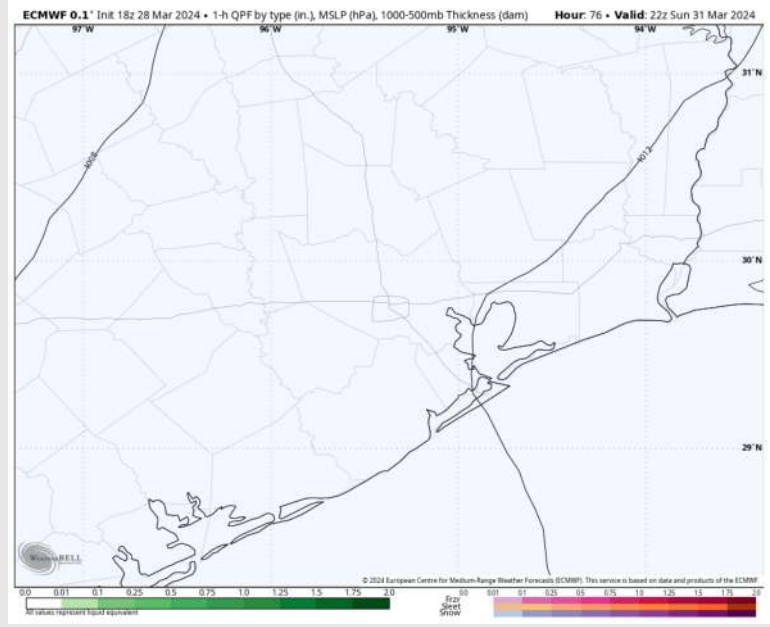 ECMWF 0.1° Init 18z 28 Mar 2024 • 1-h QPF by type (in.), MSLP (hPa), 1000-500mb Thickness (dam) Hour: 76 • Valid: 22z Sun 31 Mar 2024
97°W 96°W 95°W 94°W
31°N
1008 1012
30°N
29°N
WeatherBELL
© 2024 European Centre for Medium-Range Weather Forecasts (ECMWF). This service is based on data and products of the ECMWF
0.0 0.01 0.1 0.25 0.5 0.75 1.0 1.25 1.5 1.75 2.0 0.0 0.01 0.1 0.25 0.5 0.75 1.0 1.25 1.5 1.75 2.0
Frzr
Sleet
Snow
All values represent liquid equivalent